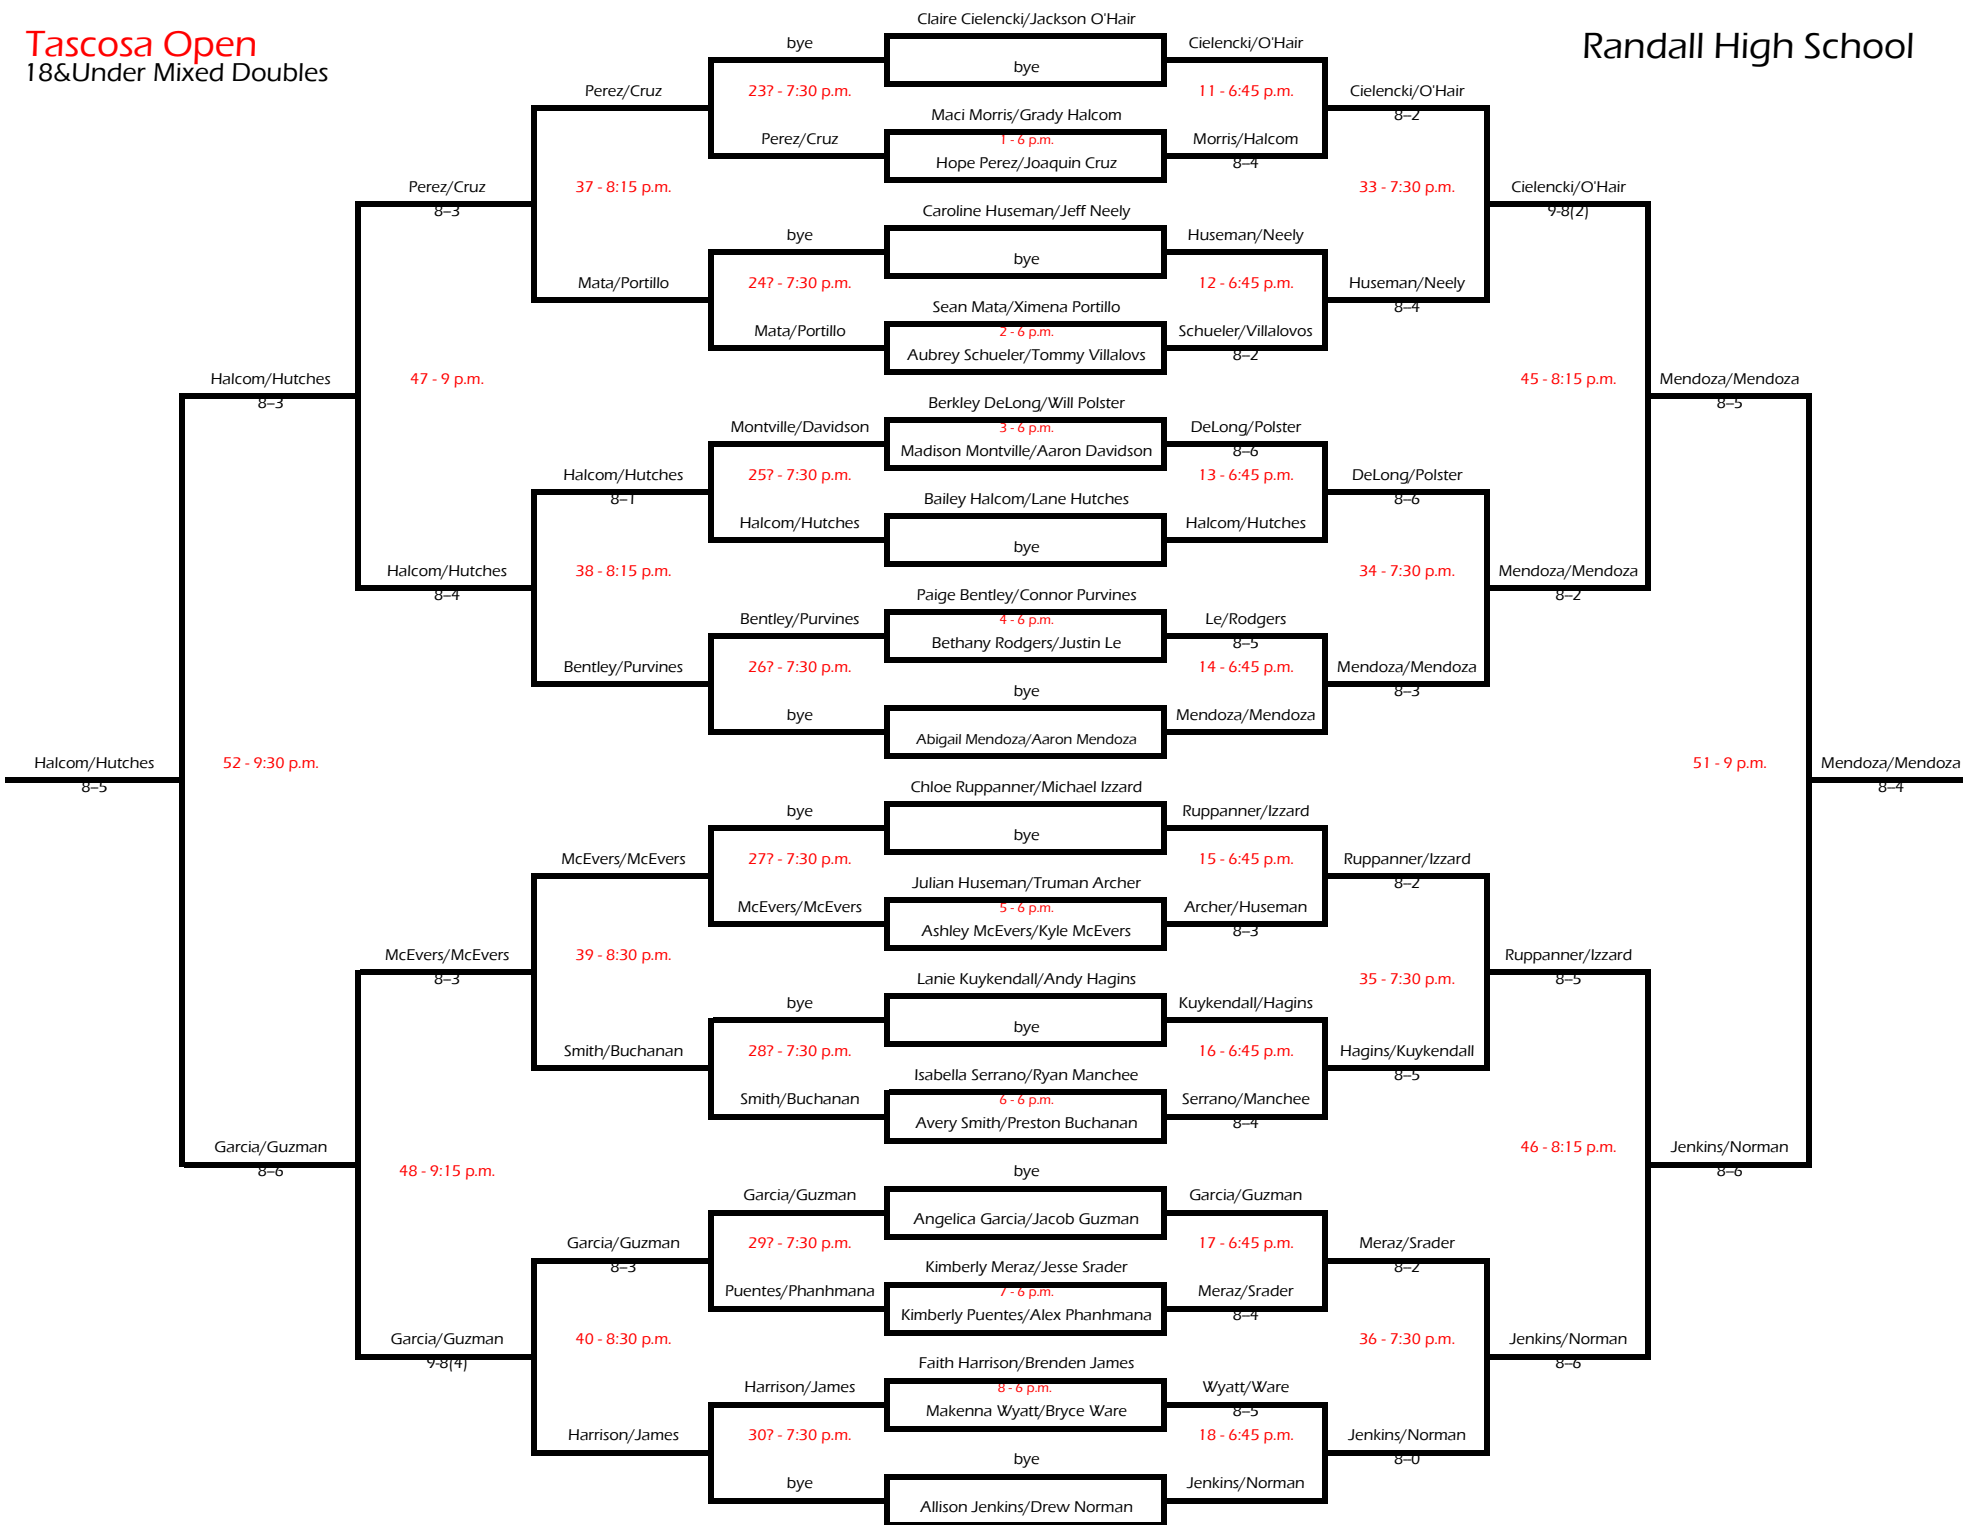 Tascosa Open
18&Under Mixed Doubles
Randall High School
Claire Cielencki/Jackson O'Hair
bye
Cielencki/O'Hair
bye
Perez/Cruz
23? - 7:30 p.m.
11 - 6:45 p.m.
Cielencki/O'Hair
8–2
Maci Morris/Grady Halcom
Perez/Cruz
1 - 6 p.m.
Morris/Halcom
Hope Perez/Joaquin Cruz
8–4
Perez/Cruz
8–3
37 - 8:15 p.m.
33 - 7:30 p.m.
Cielencki/O'Hair
9-8(2)
Caroline Huseman/Jeff Neely
bye
Huseman/Neely
bye
Mata/Portillo
24? - 7:30 p.m.
12 - 6:45 p.m.
Huseman/Neely
8–4
Sean Mata/Ximena Portillo
Mata/Portillo
2 - 6 p.m.
Schueler/Villalovos
Aubrey Schueler/Tommy Villalovs
8–2
Halcom/Hutches
8–3
47 - 9 p.m.
45 - 8:15 p.m.
Mendoza/Mendoza
8–5
Berkley DeLong/Will Polster
Montville/Davidson
3 - 6 p.m.
DeLong/Polster
Madison Montville/Aaron Davidson
8–6
Halcom/Hutches
8–1
25? - 7:30 p.m.
13 - 6:45 p.m.
DeLong/Polster
8–6
Bailey Halcom/Lane Hutches
Halcom/Hutches
Halcom/Hutches
bye
Halcom/Hutches
8–4
38 - 8:15 p.m.
34 - 7:30 p.m.
Mendoza/Mendoza
8–2
Paige Bentley/Connor Purvines
Bentley/Purvines
4 - 6 p.m.
Le/Rodgers
Bethany Rodgers/Justin Le
8–5
Bentley/Purvines
26? - 7:30 p.m.
14 - 6:45 p.m.
Mendoza/Mendoza
8–3
bye
bye
Mendoza/Mendoza
Abigail Mendoza/Aaron Mendoza
Halcom/Hutches
8–5
52 - 9:30 p.m.
51 - 9 p.m.
Mendoza/Mendoza
8–4
Chloe Ruppanner/Michael Izzard
bye
Ruppanner/Izzard
bye
McEvers/McEvers
27? - 7:30 p.m.
15 - 6:45 p.m.
Ruppanner/Izzard
8–2
Julian Huseman/Truman Archer
McEvers/McEvers
5 - 6 p.m.
Archer/Huseman
Ashley McEvers/Kyle McEvers
8–3
McEvers/McEvers
8–3
39 - 8:30 p.m.
35 - 7:30 p.m.
Ruppanner/Izzard
8–5
Lanie Kuykendall/Andy Hagins
bye
Kuykendall/Hagins
bye
Smith/Buchanan
28? - 7:30 p.m.
16 - 6:45 p.m.
Hagins/Kuykendall
8–5
Isabella Serrano/Ryan Manchee
Smith/Buchanan
6 - 6 p.m.
Serrano/Manchee
Avery Smith/Preston Buchanan
8–4
Garcia/Guzman
8–6
48 - 9:15 p.m.
46 - 8:15 p.m.
Jenkins/Norman
8–6
bye
Garcia/Guzman
Garcia/Guzman
Angelica Garcia/Jacob Guzman
Garcia/Guzman
8–3
29? - 7:30 p.m.
17 - 6:45 p.m.
Meraz/Srader
8–2
Kimberly Meraz/Jesse Srader
Puentes/Phanhmana
7 - 6 p.m.
Meraz/Srader
Kimberly Puentes/Alex Phanhmana
8–4
Garcia/Guzman
9-8(4)
40 - 8:30 p.m.
36 - 7:30 p.m.
Jenkins/Norman
8–6
Faith Harrison/Brenden James
Harrison/James
8 - 6 p.m.
Wyatt/Ware
Makenna Wyatt/Bryce Ware
8–5
Harrison/James
30? - 7:30 p.m.
18 - 6:45 p.m.
Jenkins/Norman
8–0
bye
bye
Jenkins/Norman
Allison Jenkins/Drew Norman